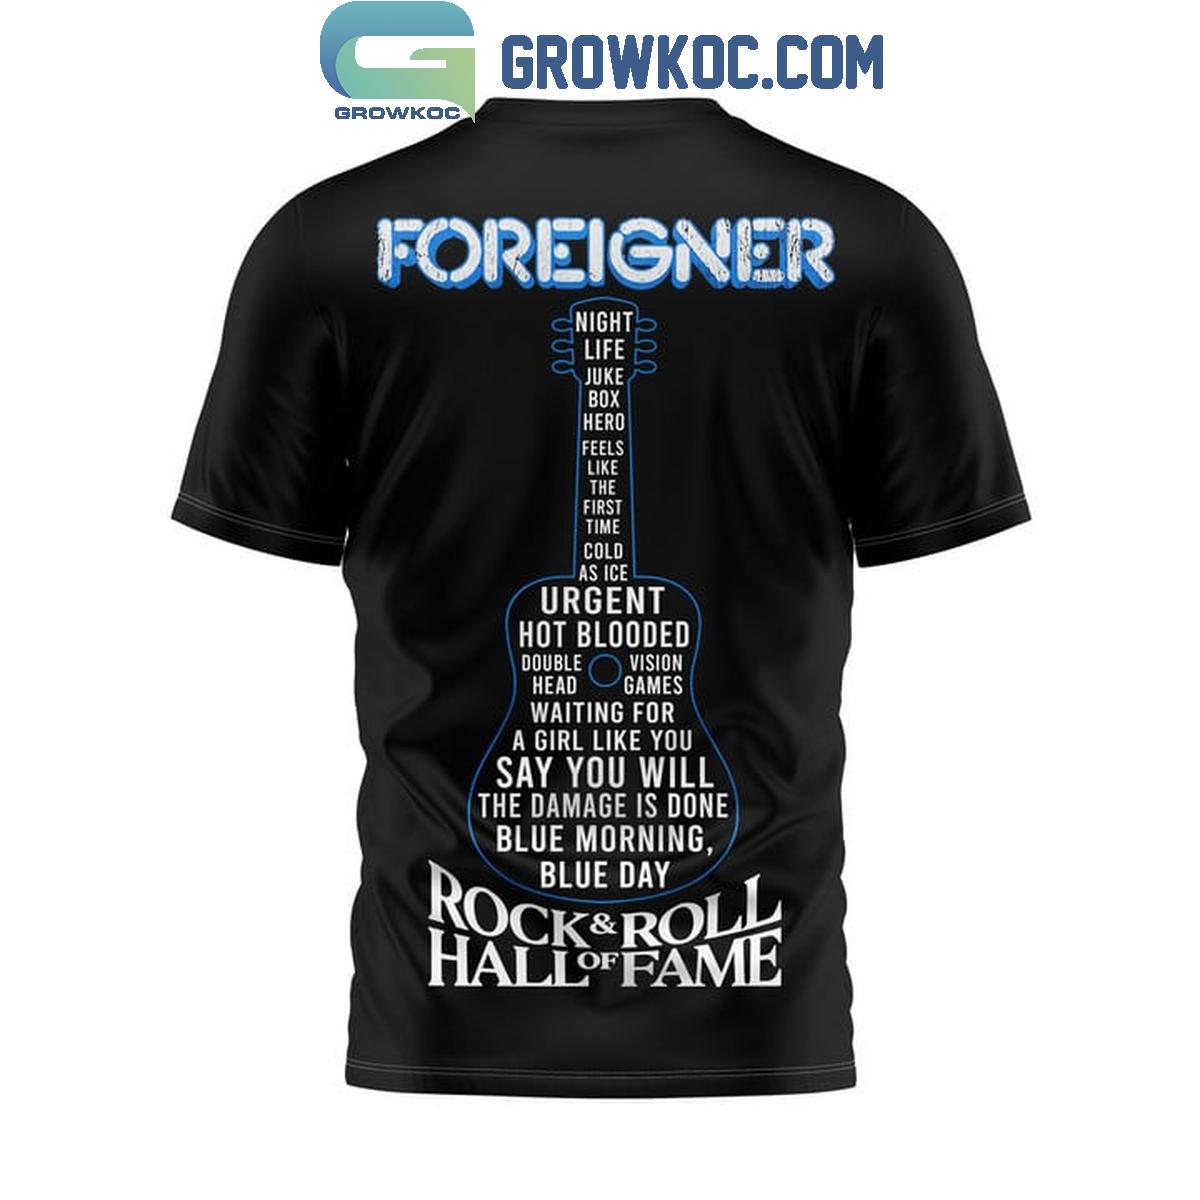 GROWKOC
GROWKOC.COM
FOREIGNER
NIGHT
LIFE
JUKE
BOX
HERO
FEELS
LIKE
THE
FIRST
TIME
COLD
AS ICE
URGENT
HOT BLOODED
DOUBLE VISION
HEAD GAMES
WAITING FOR
A GIRL LIKE YOU
SAY YOU WILL
THE DAMAGE IS DONE
BLUE MORNING,
BLUE DAY
ROCK & ROLL
HALL OF FAME